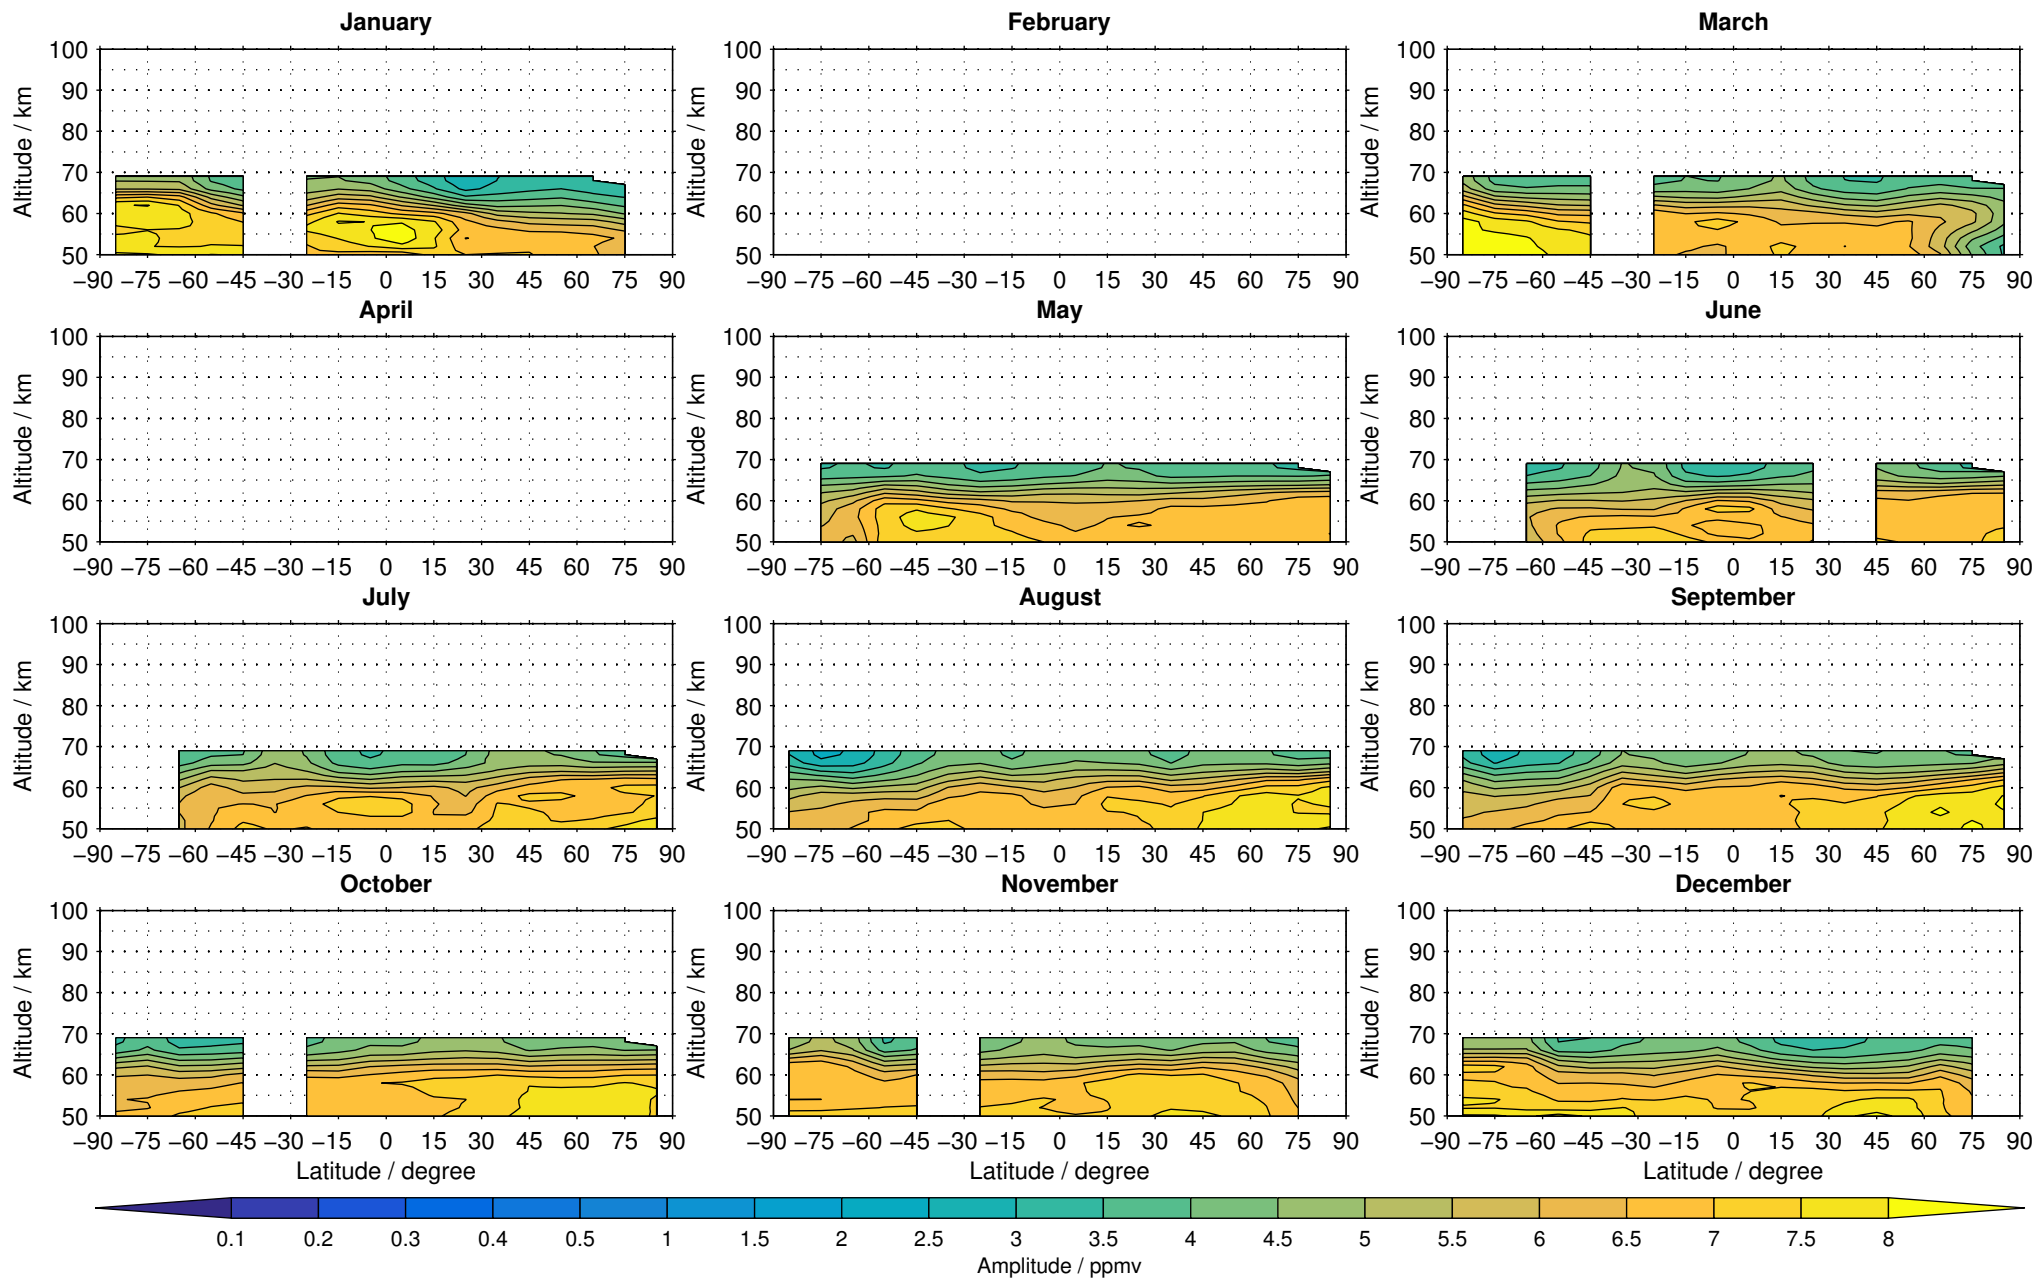 January February March
100 100 100
90 90 90
80 80 80
70 70 70
60 60 60
50 50 50
Altitude / km Altitude / km Altitude / km
−90 −75 −60 −45 −30 −15 0 15 30 45 60 75 90 −90 −75 −60 −45 −30 −15 0 15 30 45 60 75 90 −90 −75 −60 −45 −30 −15 0 15 30 45 60 75 90
April May June
100 100 100
90 90 90
80 80 80
70 70 70
60 60 60
50 50 50
Altitude / km Altitude / km Altitude / km
−90 −75 −60 −45 −30 −15 0 15 30 45 60 75 90 −90 −75 −60 −45 −30 −15 0 15 30 45 60 75 90 −90 −75 −60 −45 −30 −15 0 15 30 45 60 75 90
July August September
100 100 100
90 90 90
80 80 80
70 70 70
60 60 60
50 50 50
Altitude / km Altitude / km Altitude / km
−90 −75 −60 −45 −30 −15 0 15 30 45 60 75 90 −90 −75 −60 −45 −30 −15 0 15 30 45 60 75 90 −90 −75 −60 −45 −30 −15 0 15 30 45 60 75 90
October November December
100 100 100
90 90 90
80 80 80
70 70 70
60 60 60
50 50 50
Altitude / km Altitude / km Altitude / km
−90 −75 −60 −45 −30 −15 0 15 30 45 60 75 90 −90 −75 −60 −45 −30 −15 0 15 30 45 60 75 90 −90 −75 −60 −45 −30 −15 0 15 30 45 60 75 90
Latitude / degree Latitude / degree Latitude / degree
0.1 0.2 0.3 0.4 0.5 1 1.5 2 2.5 3 3.5 4 4.5 5 5.5 6 6.5 7 7.5 8
Amplitude / ppmv